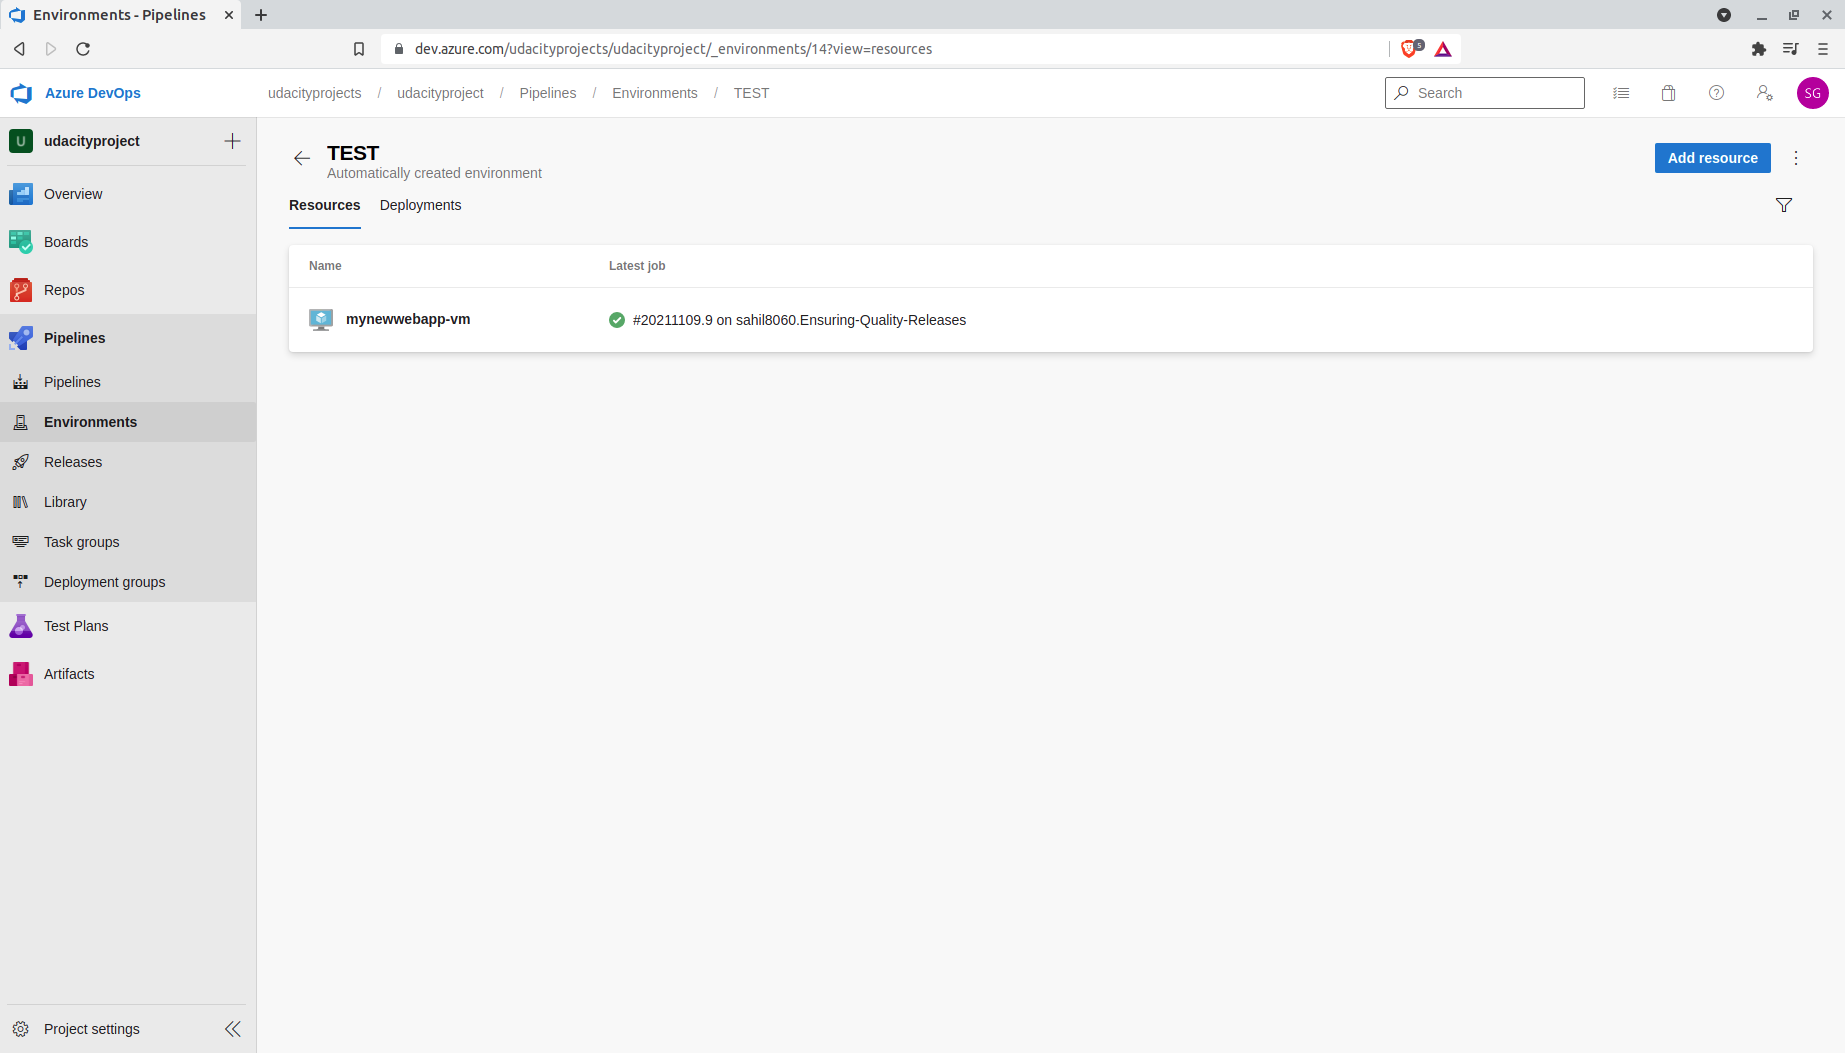 Environments - Pipelines
dev.azure.com/udacityprojects/udacityproject/_environments/14?view=resources
5
Azure DevOps
udacityprojects / udacityproject / Pipelines / Environments / TEST
Search
SG
U udacityproject
Overview
Boards
Repos
Pipelines
Pipelines
Environments
Releases
Library
Task groups
Deployment groups
Test Plans
Artifacts
Project settings
TEST
Automatically created environment
Add resource
Resources Deployments
Name Latest job
mynewwebapp-vm #20211109.9 on sahil8060.Ensuring-Quality-Releases